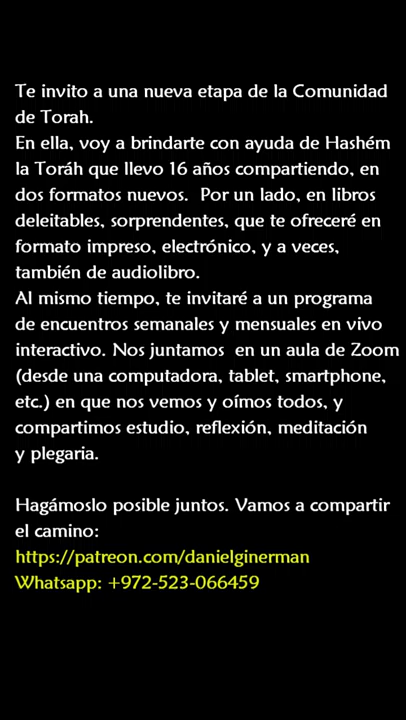 Te invito a una nueva etapa de la Comunidad
de Torah.
En ella, voy a brindarte con ayuda de Hashém
la Toráh que llevo 16 años compartiendo, en
dos formatos nuevos.  Por un lado, en libros
deleitables, sorprendentes, que te ofreceré en
formato impreso, electrónico, y a veces,
también de audiolibro.
Al mismo tiempo, te invitaré a un programa
de encuentros semanales y mensuales en vivo
interactivo. Nos juntamos  en un aula de Zoom
(desde una computadora, tablet, smartphone,
etc.) en que nos vemos y oímos todos, y
compartimos estudio, reflexión, meditación
y plegaria.
Hagámoslo posible juntos. Vamos a compartir
el camino:
https://patreon.com/danielginerman
Whatsapp: +972-523-066459